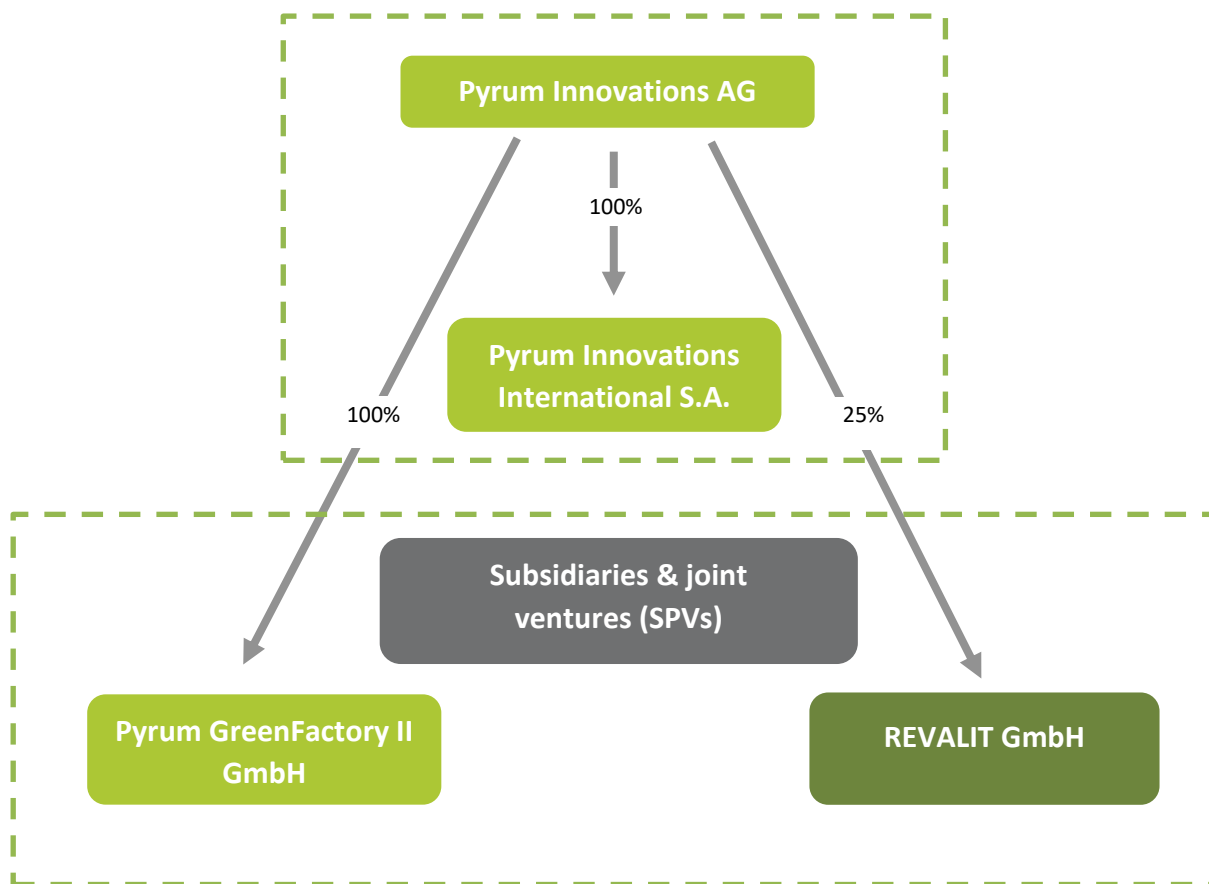 Pyrum Innovations AG
100%
Pyrum Innovations
International S.A.
100%
25%
Subsidiaries & joint
ventures (SPVs)
Pyrum GreenFactory II
GmbH
REVALIT GmbH